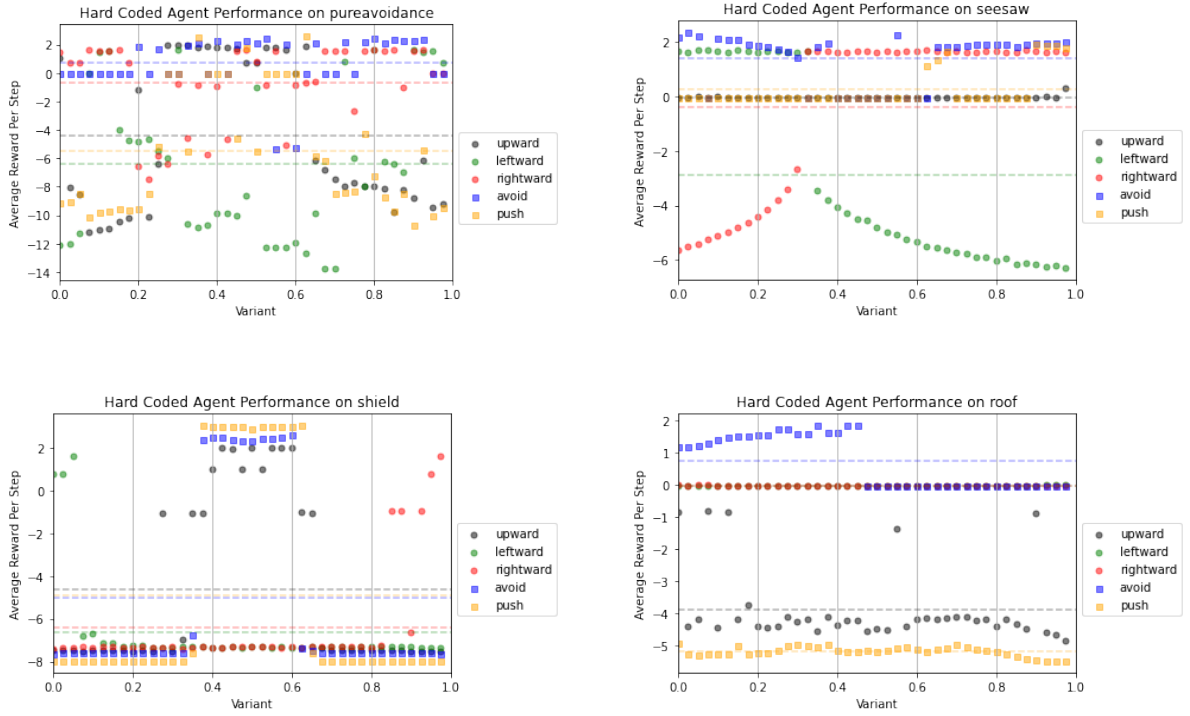 Hard Coded Agent Performance on pureavoidance
Average Reward Per Step
2
0
−2
−4
−6
−8
−10
−12
−14
0.0 0.2 0.4 0.6 0.8 1.0
Variant
upward
leftward
rightward
avoid
push
Hard Coded Agent Performance on seesaw
Average Reward Per Step
2
0
−2
−4
−6
0.0 0.2 0.4 0.6 0.8 1.0
Variant
upward
leftward
rightward
avoid
push
Hard Coded Agent Performance on shield
Average Reward Per Step
2
0
−2
−4
−6
−8
0.0 0.2 0.4 0.6 0.8 1.0
Variant
upward
leftward
rightward
avoid
push
Hard Coded Agent Performance on roof
Average Reward Per Step
2
1
0
−1
−2
−3
−4
−5
0.0 0.2 0.4 0.6 0.8 1.0
Variant
upward
leftward
rightward
avoid
push